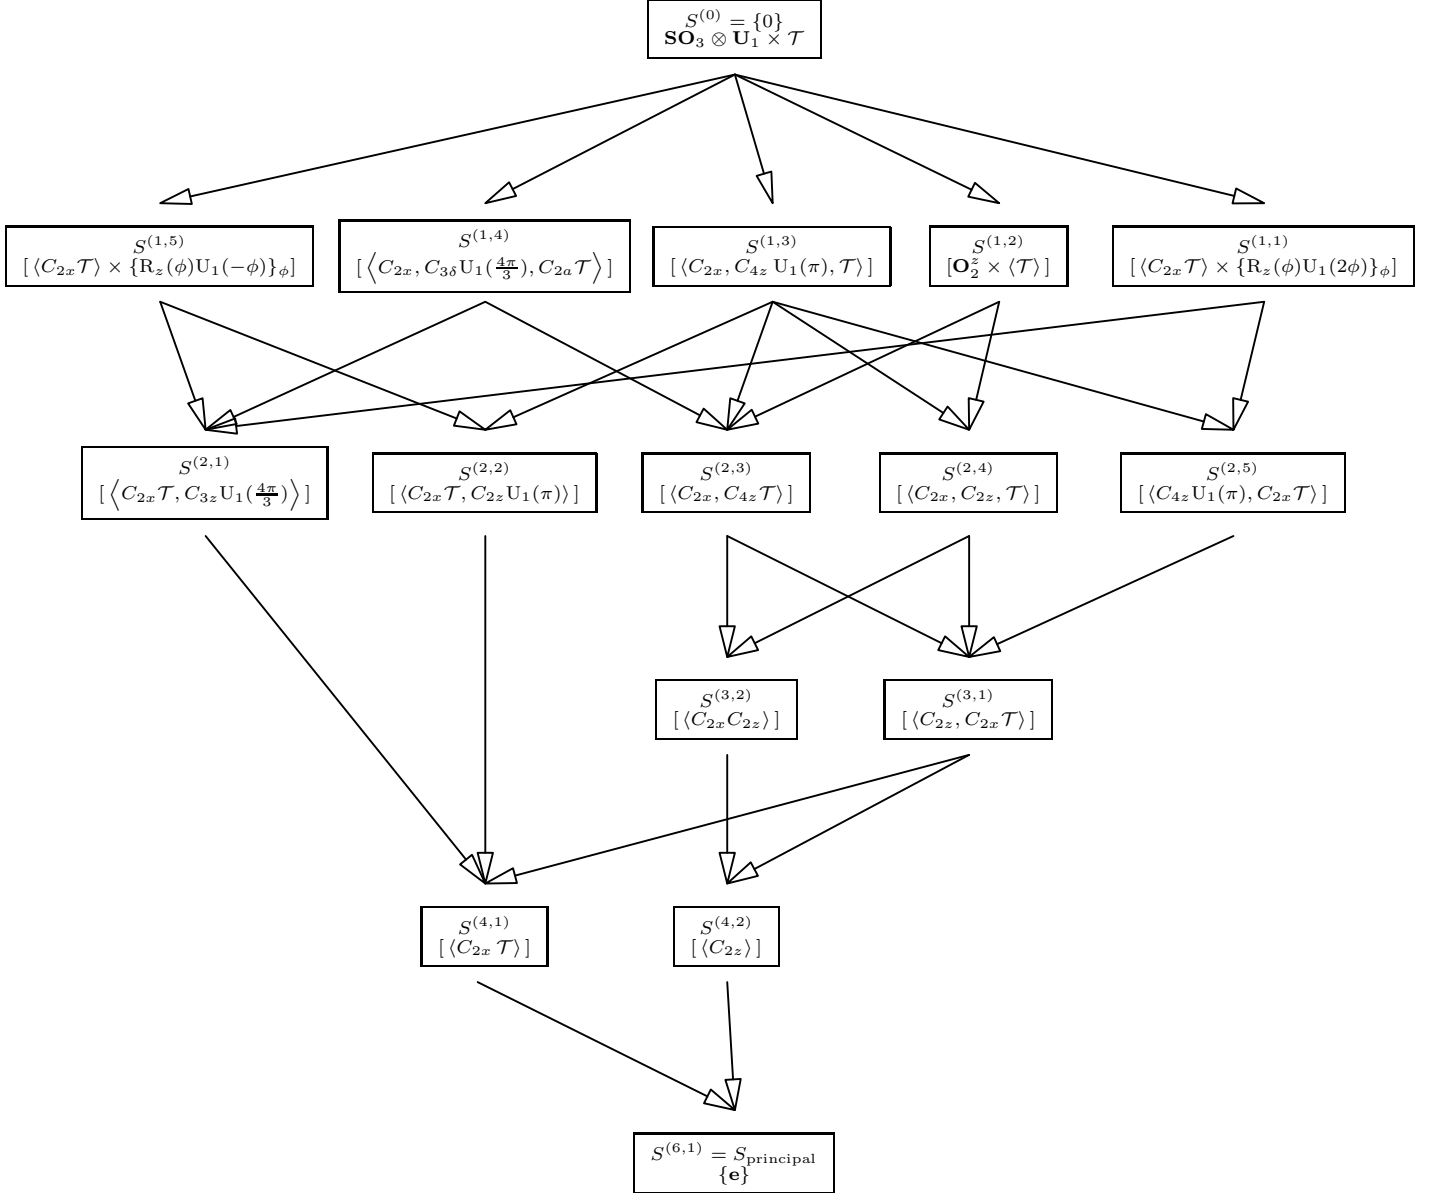 S^{(0)} = {0}
SO_3 ⊗ U_1 × 𝒯
S^{(1,5)}
[⟨C_{2x}𝒯⟩ × {R_z(ϕ)U_1(−ϕ)}_ϕ]
S^{(1,4)}
[⟨C_{2x}, C_{3δ}U_1(4π/3), C_{2a}𝒯⟩]
S^{(1,3)}
[⟨C_{2x}, C_{4z} U_1(π), 𝒯⟩]
S^{(1,2)}
[O_2^z × ⟨𝒯⟩]
S^{(1,1)}
[⟨C_{2x}𝒯⟩ × {R_z(ϕ)U_1(2ϕ)}_ϕ]
S^{(2,1)}
[⟨C_{2x}𝒯, C_{3z}U_1(4π/3)⟩]
S^{(2,2)}
[⟨C_{2x}𝒯, C_{2z}U_1(π)⟩]
S^{(2,3)}
[⟨C_{2x}, C_{4z}𝒯⟩]
S^{(2,4)}
[⟨C_{2x}, C_{2z}, 𝒯⟩]
S^{(2,5)}
[⟨C_{4z}U_1(π), C_{2x}𝒯⟩]
S^{(3,2)}
[⟨C_{2x}C_{2z}⟩]
S^{(3,1)}
[⟨C_{2z}, C_{2x}𝒯⟩]
S^{(4,1)}
[⟨C_{2x} 𝒯⟩]
S^{(4,2)}
[⟨C_{2z}⟩]
S^{(6,1)} = S_{principal}
{e}